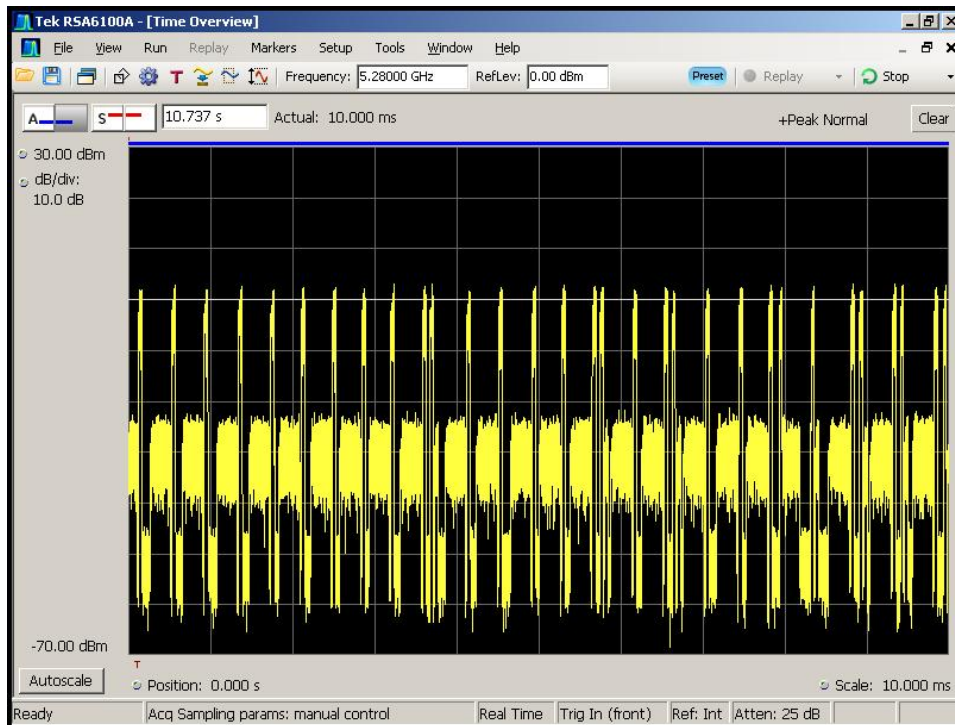 Tek RSA6100A - [Time Overview]
File View Run Replay Markers Setup Tools Window Help
T Frequency: 5.28000 GHz RefLev: 0.00 dBm Preset Replay Stop
A S 10.737 s Actual: 10.000 ms +Peak Normal Clear
30.00 dBm
dB/div:
10.0 dB
-70.00 dBm
T
Autoscale Position: 0.000 s Scale: 10.000 ms
Ready Acq Sampling params: manual control Real Time Trig In (front) Ref: Int Atten: 25 dB